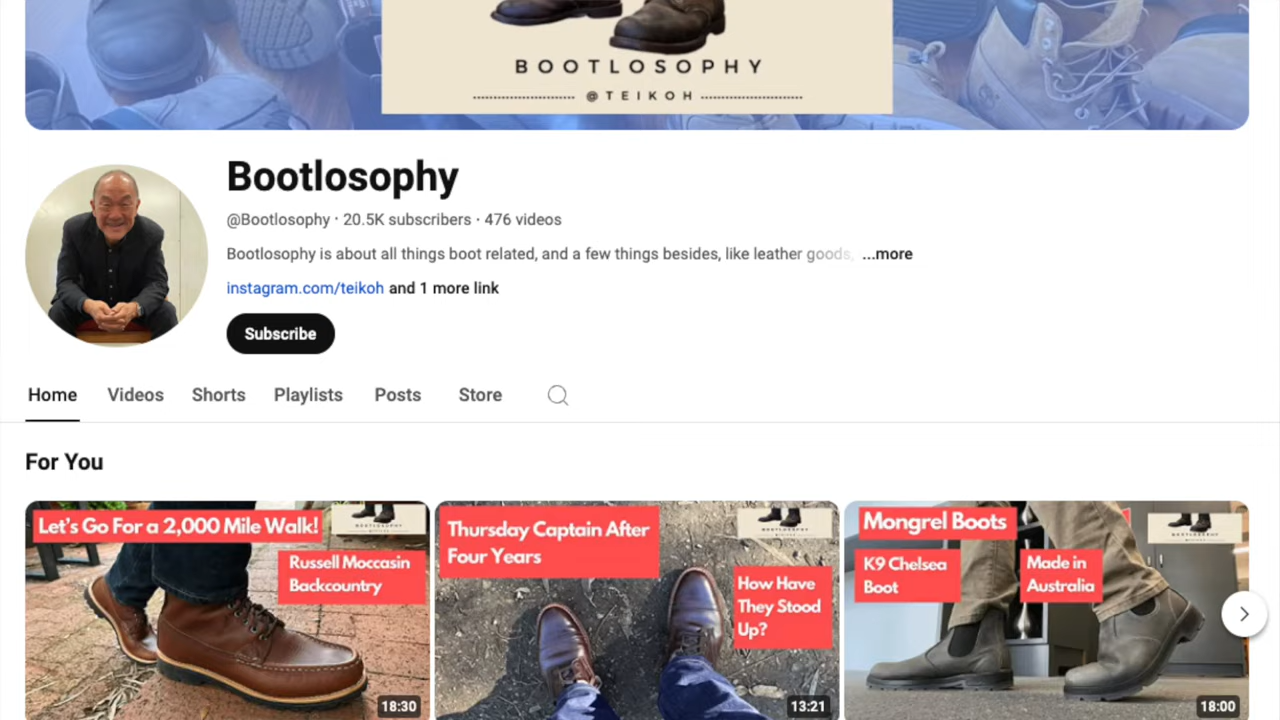 BOOTLOSOPHY
@TEIKOH
Bootlosophy
@Bootlosophy · 20.5K subscribers · 476 videos
Bootlosophy is about all things boot related, and a few things besides, like leather goods, ...more
instagram.com/teikoh and 1 more link
Subscribe
Home Videos Shorts Playlists Posts Store
For You
Let's Go For a 2,000 Mile Walk!
BOOTLOSOPHY
Russell Moccasin
Backcountry
18:30
Thursday Captain After
Four Years
BOOTLOSOPHY
How Have
They Stood
Up?
13:21
Mongrel Boots
BOOTLOSOPHY
K9 Chelsea
Boot
Made in
Australia
18:00